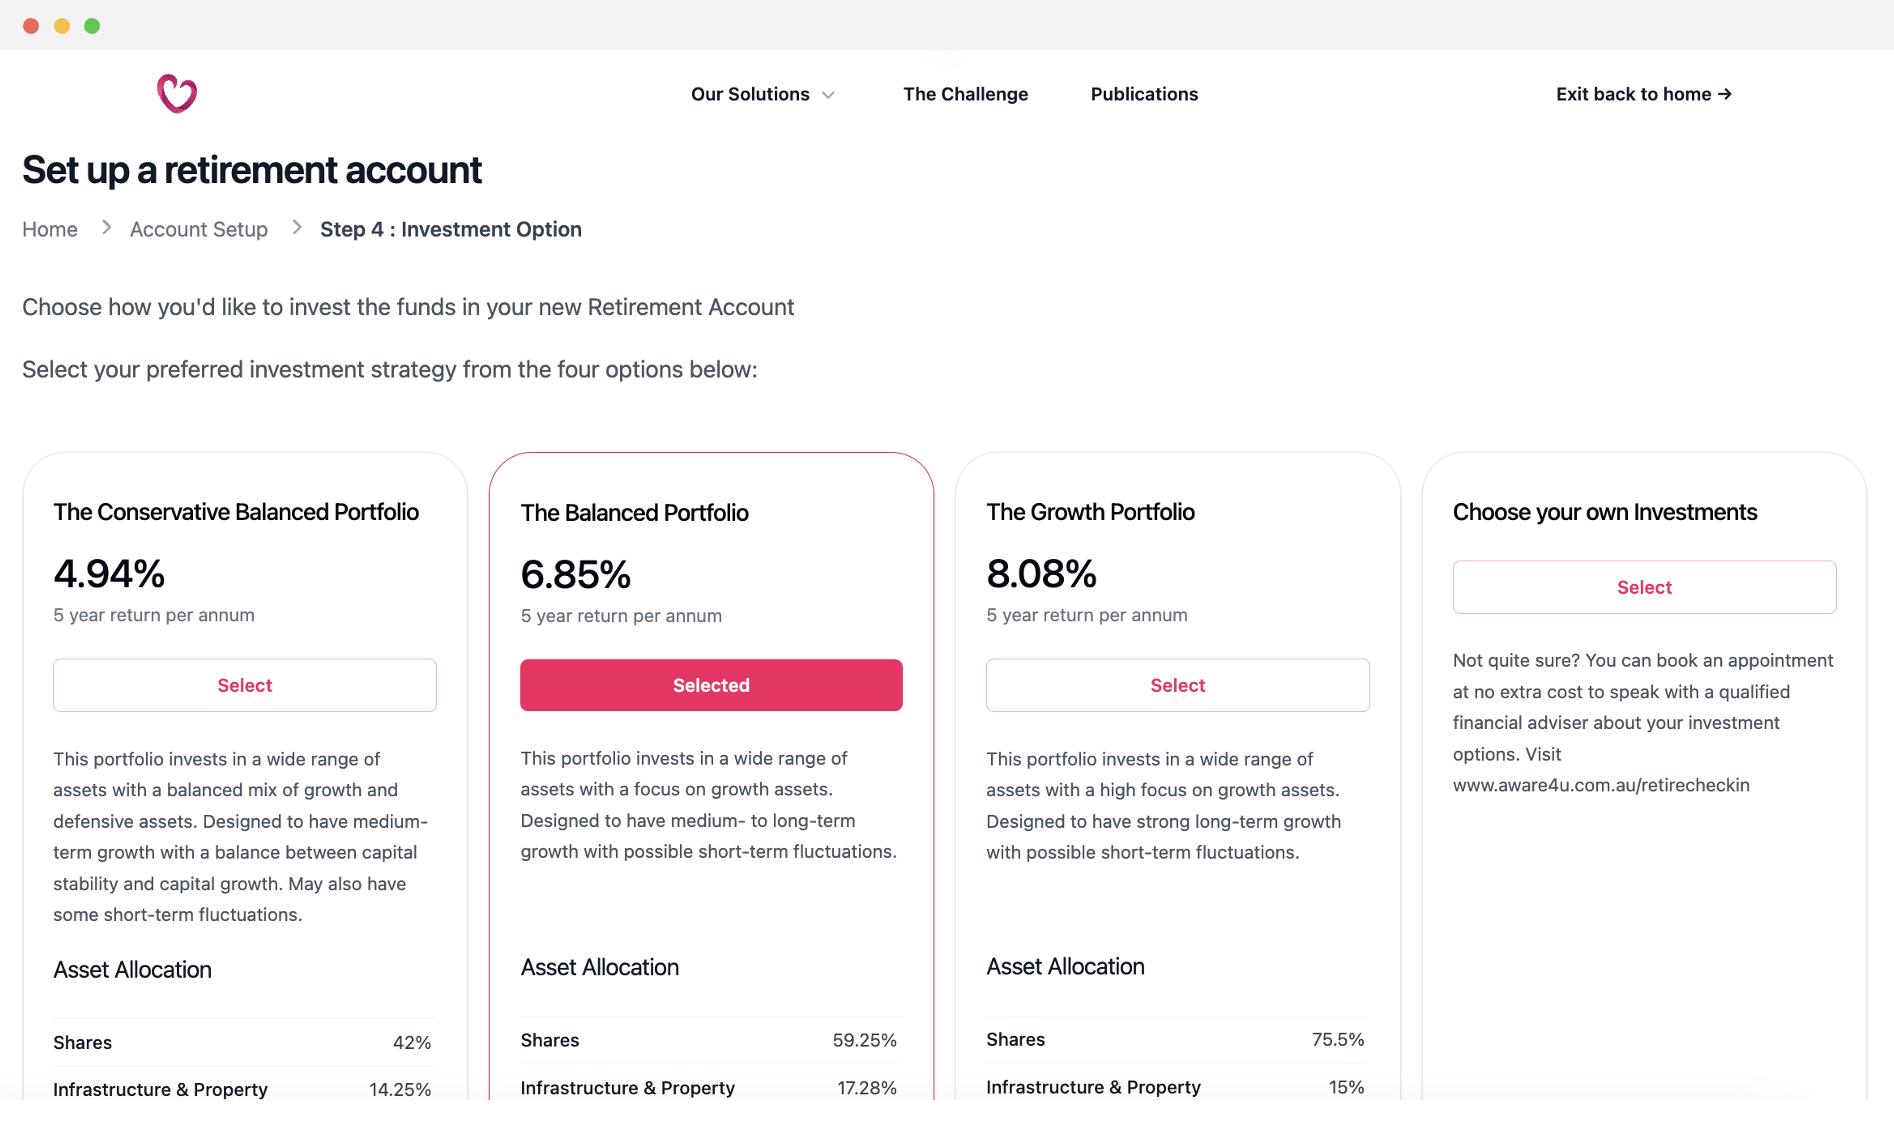 Our Solutions
The Challenge
Publications
Exit back to home →
Set up a retirement account
Home
Account Setup
Step 4 : Investment Option
Choose how you'd like to invest the funds in your new Retirement Account
Select your preferred investment strategy from the four options below:
The Conservative Balanced Portfolio
4.94%
5 year return per annum
Select
This portfolio invests in a wide range of
assets with a balanced mix of growth and
defensive assets. Designed to have medium-
term growth with a balance between capital
stability and capital growth. May also have
some short-term fluctuations.
Asset Allocation
Shares 42%
Infrastructure & Property 14.25%
The Balanced Portfolio
6.85%
5 year return per annum
Selected
This portfolio invests in a wide range of
assets with a focus on growth assets.
Designed to have medium- to long-term
growth with possible short-term fluctuations.
Asset Allocation
Shares 59.25%
Infrastructure & Property 17.28%
The Growth Portfolio
8.08%
5 year return per annum
Select
This portfolio invests in a wide range of
assets with a high focus on growth assets.
Designed to have strong long-term growth
with possible short-term fluctuations.
Asset Allocation
Shares 75.5%
Infrastructure & Property 15%
Choose your own Investments
Select
Not quite sure? You can book an appointment
at no extra cost to speak with a qualified
financial adviser about your investment
options. Visit
www.aware4u.com.au/retirecheckin